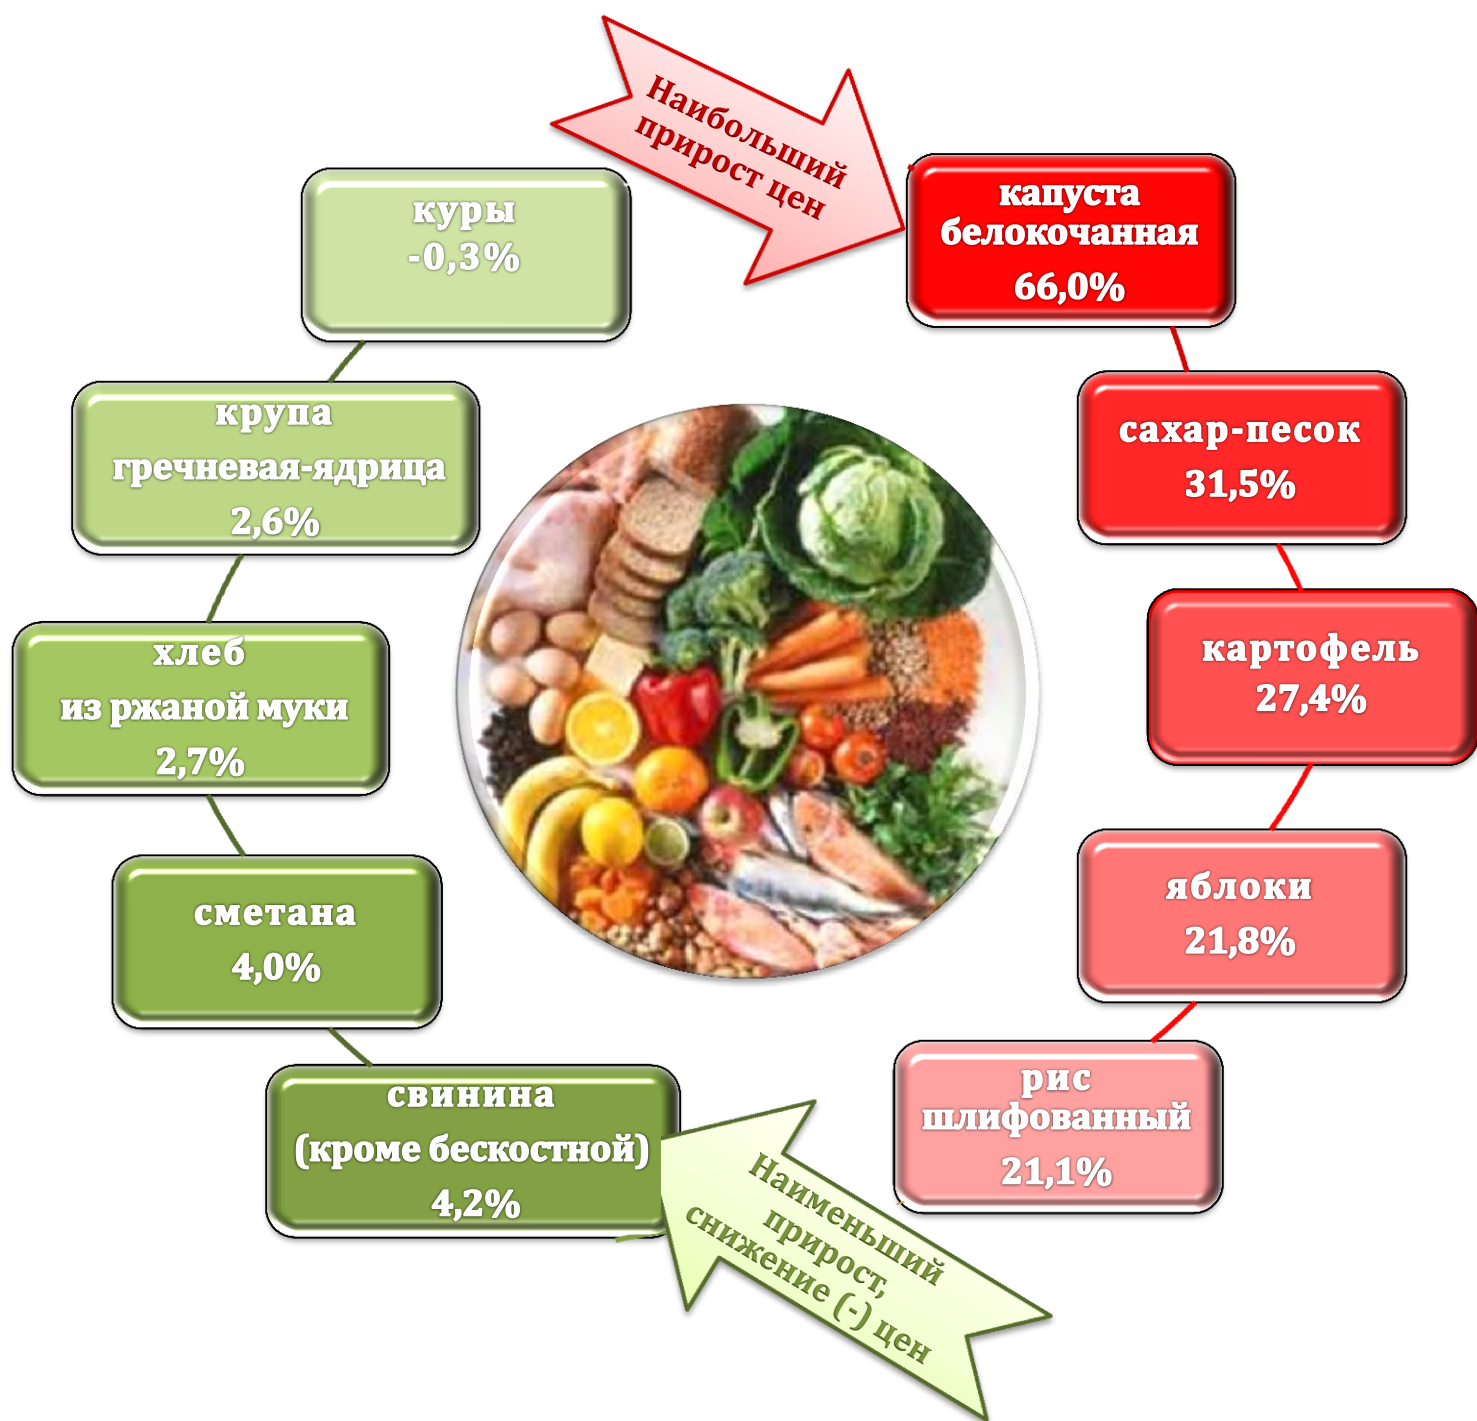 Наибольший
прирост цен
капуста
белокочанная
66,0%
сахар-песок
31,5%
картофель
27,4%
яблоки
21,8%
рис
шлифованный
21,1%
куры
-0,3%
крупа
гречневая-ядрица
2,6%
хлеб
из ржаной муки
2,7%
сметана
4,0%
свинина
(кроме бескостной)
4,2%
Наименьший
прирост,
снижение (-) цен